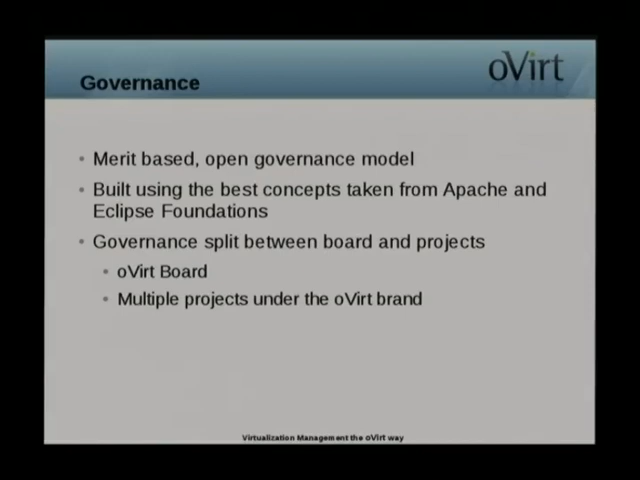 oVirt
Governance
Merit based, open governance model
Built using the best concepts taken from Apache and
Eclipse Foundations
Governance split between board and projects
oVirt Board
Multiple projects under the oVirt brand
Virtualization Management the oVirt way